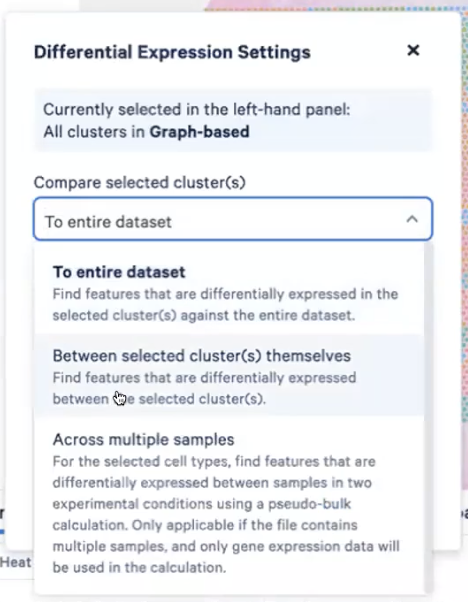 Differential Expression Settings
Currently selected in the left-hand panel:
All clusters in Graph-based
Compare selected cluster(s)
To entire dataset
To entire dataset
Find features that are differentially expressed in the
selected cluster(s) against the entire dataset.
Between selected cluster(s) themselves
Find features that are differentially expressed
between the selected cluster(s).
Across multiple samples
For the selected cell types, find features that are
differentially expressed between samples in two
experimental conditions using a pseudo-bulk
calculation. Only applicable if the file contains
multiple samples, and only gene expression data will
be used in the calculation.
Heat